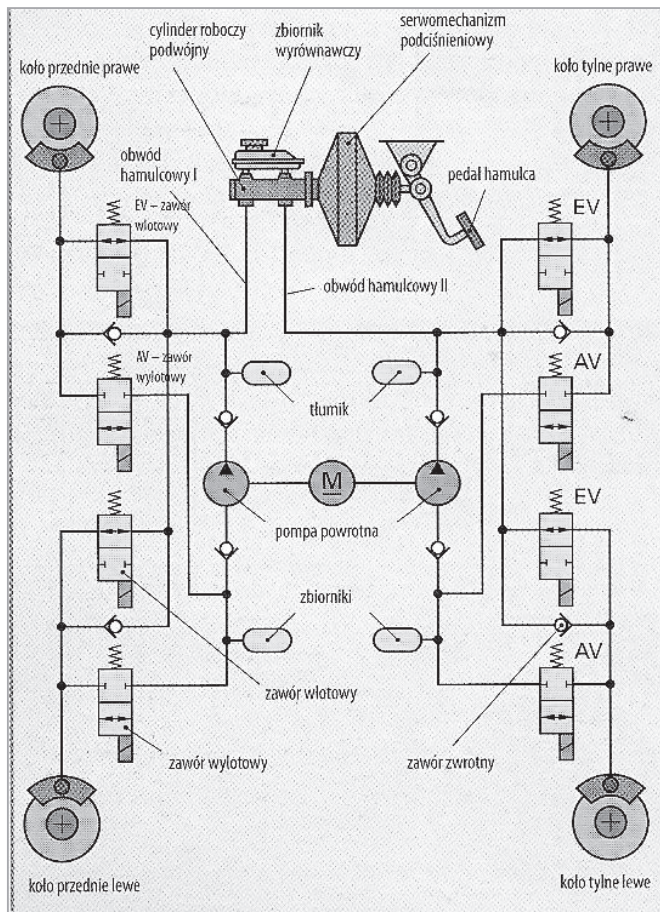 cylinder roboczy
podwójny
zbiornik
wyrównawczy
serwomechanizm
podciśnieniowy
koło przednie prawe
koło tylne prawe
obwód
hamulcowy I
pedał hamulca
EV – zawór
wlotowy
EV
obwód hamulcowy II
AV – zawór
wylotowy
AV
tłumik
M
EV
pompa powrotna
zbiorniki
AV
zawór wlotowy
zawór wylotowy
zawór zwrotny
koło przednie lewe
koło tylne lewe